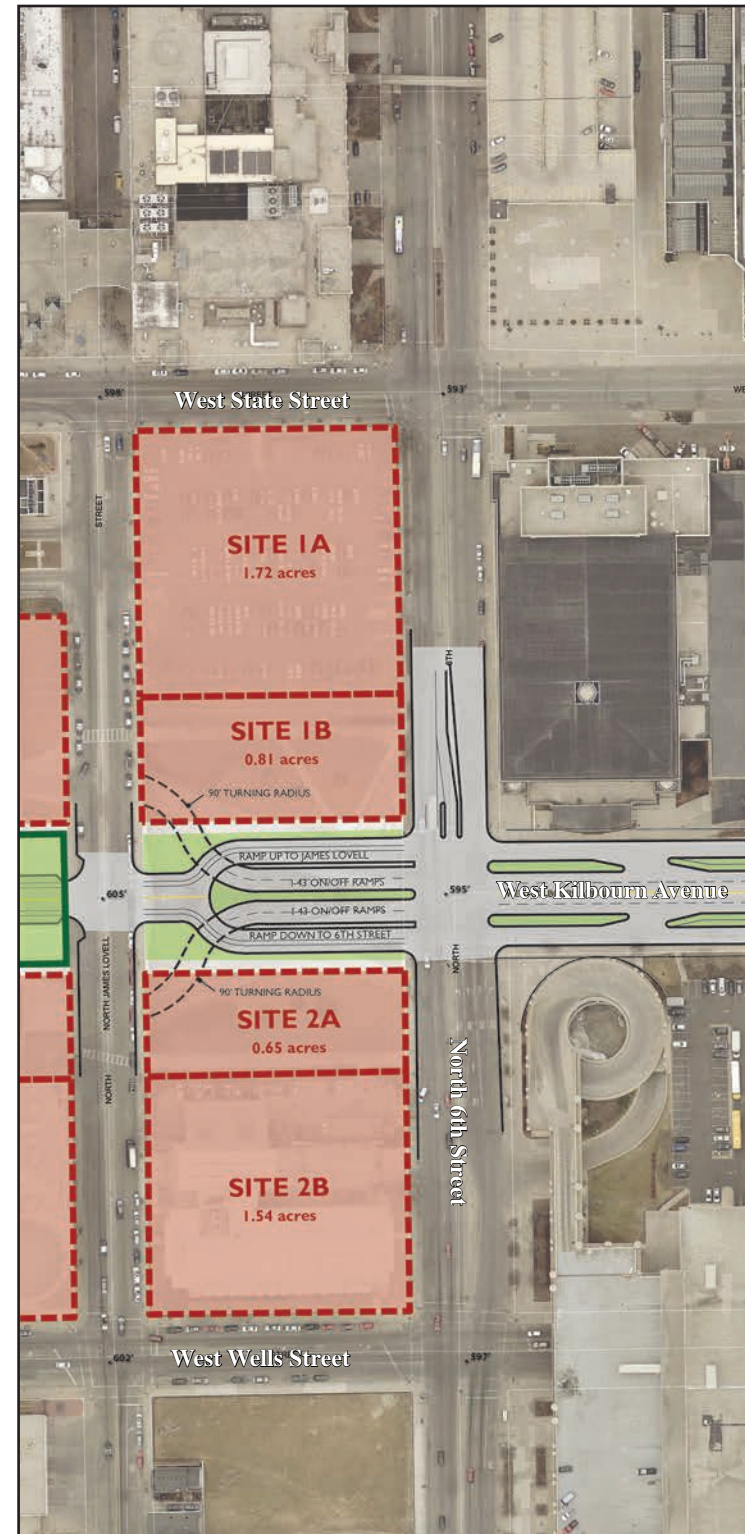 598'
593'
West State Street
WE
STREET
SITE 1A
1.72 acres
6TH
SITE 1B
0.81 acres
90' TURNING RADIUS
RAMP UP TO JAMES LOVELL
I-43 ON/OFF RAMPS
605'
595'
West Kilbourn Avenue
I-43 ON/OFF RAMPS
RAMP DOWN TO 6TH STREET
NORTH JAMES LOVELL
NORTH
90' TURNING RADIUS
SITE 2A
0.65 acres
North 6th Street
NORTH
SITE 2B
1.54 acres
West Wells Street
602'
597'